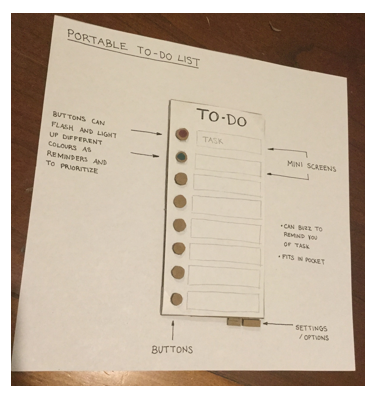 PORTABLE TO-DO LIST
BUTTONS CAN
FLASH AND LIGHT
UP DIFFERENT
COLOURS AS
REMINDERS AND
TO PRIORITIZE
TO-DO
TASK
MINI SCREENS
• CAN BUZZ TO
REMIND YOU
OF TASK
• FITS IN POCKET
SETTINGS
/ OPTIONS
BUTTONS